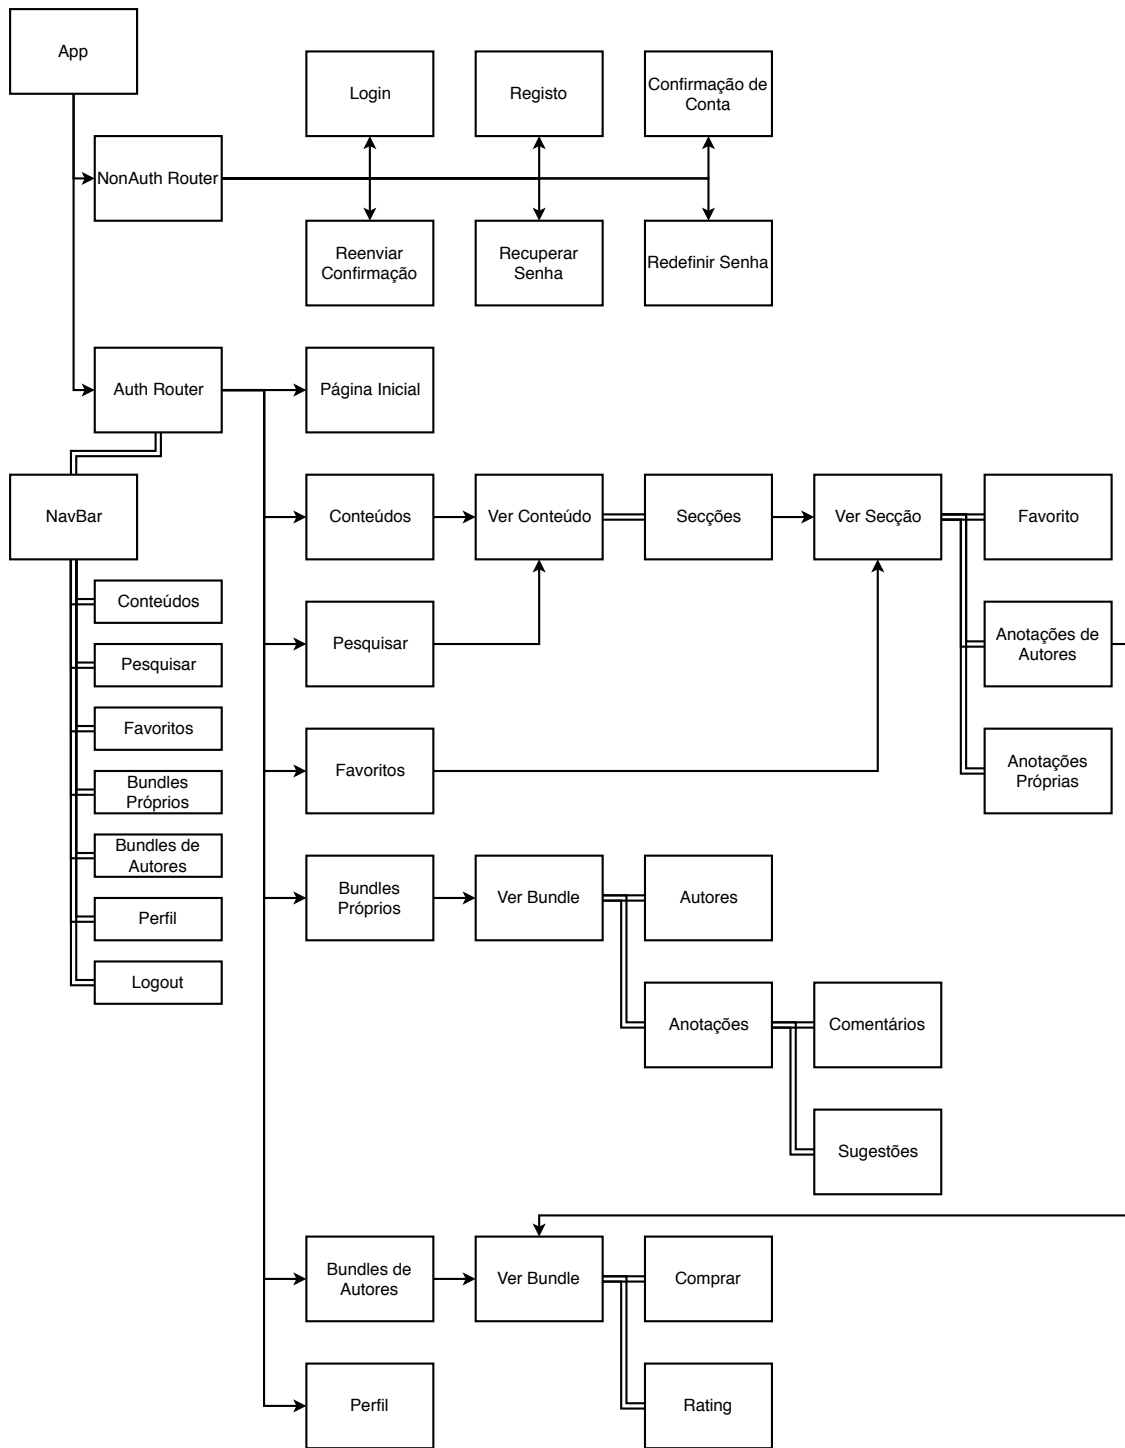 App
Login
Registo
Confirmação de
Conta
NonAuth Router
Reenviar
Confirmação
Recuperar
Senha
Redefinir Senha
Auth Router
Página Inicial
NavBar
Conteúdos
Ver Conteúdo
Secções
Ver Secção
Favorito
Conteúdos
Pesquisar
Favoritos
Bundles
Próprios
Bundles de
Autores
Perfil
Logout
Pesquisar
Anotações de
Autores
Favoritos
Anotações
Próprias
Bundles
Próprios
Ver Bundle
Autores
Anotações
Comentários
Sugestões
Bundles de
Autores
Ver Bundle
Comprar
Perfil
Rating